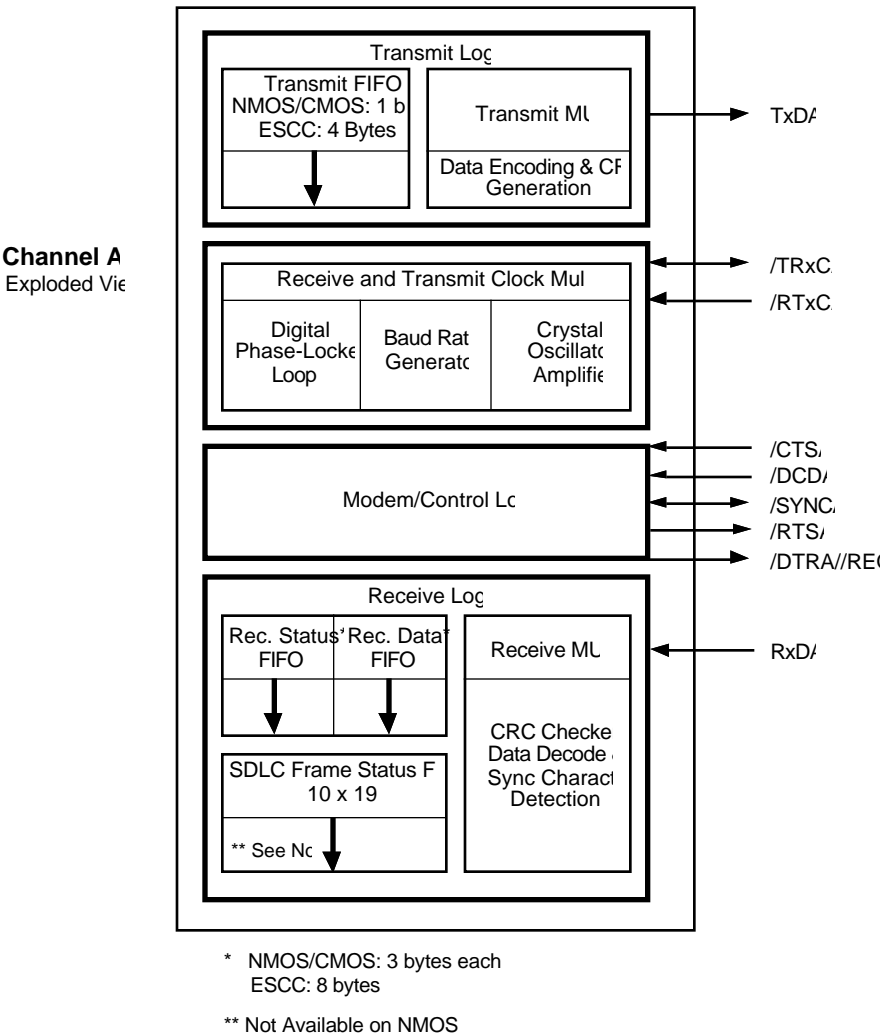 Transmit Log
Transmit FIFO
NMOS/CMOS: 1 b
ESCC: 4 Bytes
Transmit MU
Data Encoding & CR
Generation
TxDA
Channel A
Exploded Vie
Receive and Transmit Clock Mul
Digital
Phase-Locke
Loop
Baud Rat
Generato
Crystal
Oscillato
Amplifie
/TRxC
/RTxC
Modem/Control Lo
/CTSA
/DCDA
/SYNCA
/RTSA
/DTRA//REQ
Receive Log
Rec. Status*
FIFO
Rec. Data*
FIFO
Receive MU
RxDA
SDLC Frame Status F
10 x 19
** See No
CRC Checke
Data Decode
Sync Charact
Detection
* NMOS/CMOS: 3 bytes each
ESCC: 8 bytes
** Not Available on NMOS